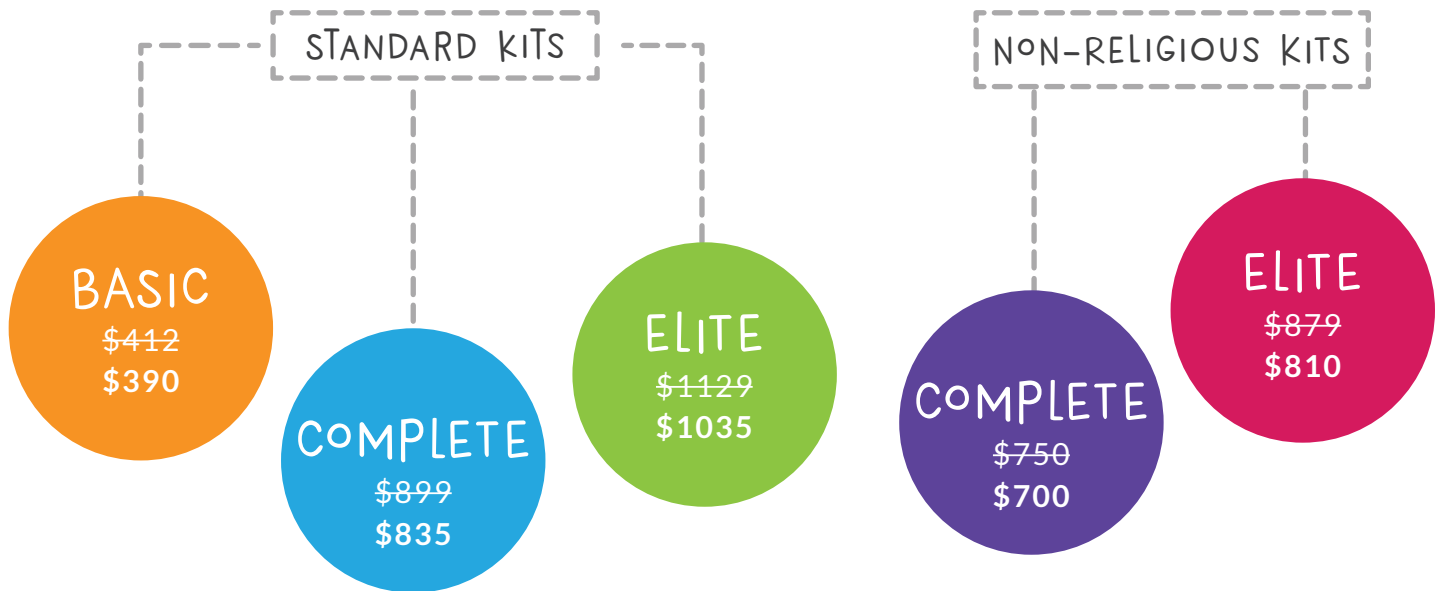 STANDARD KITS
BASIC
$412
$390
COMPLETE
$899
$835
ELITE
$1129
$1035
NON-RELIGIOUS KITS
COMPLETE
$750
$700
ELITE
$879
$810